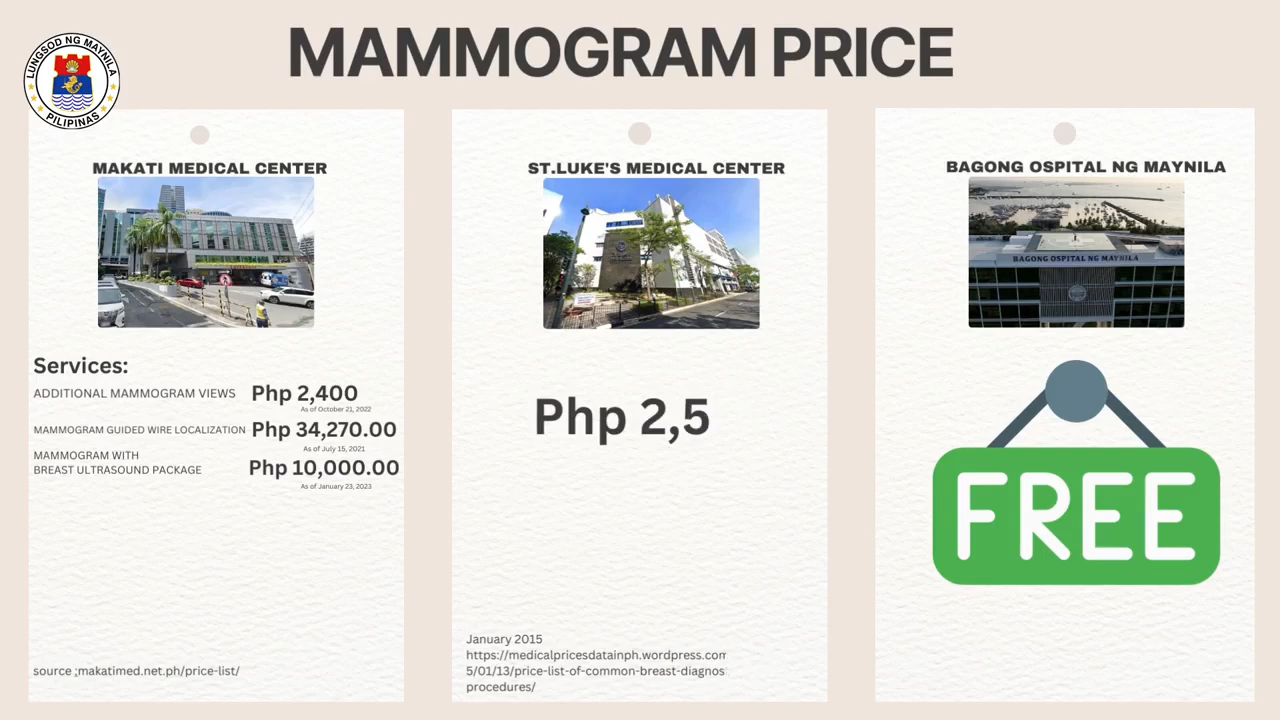 MAMMOGRAM PRICE
LUNGSOD NG MAYNILA
PILIPINAS
MAKATI MEDICAL CENTER
Services:
ADDITIONAL MAMMOGRAM VIEWS Php 2,400
As of October 21, 2022
MAMMOGRAM GUIDED WIRE LOCALIZATION Php 34,270.00
As of July 15, 2021
MAMMOGRAM WITH
BREAST ULTRASOUND PACKAGE Php 10,000.00
As of January 23, 2023
source ;makatimed.net.ph/price-list/
ST.LUKE'S MEDICAL CENTER
Php 2,5
January 2015
https://medicalpricesdatainph.wordpress.com
5/01/13/price-list-of-common-breast-diagnos
procedures/
BAGONG OSPITAL NG MAYNILA
BAGONG OSPITAL NG MAYNILA
FREE